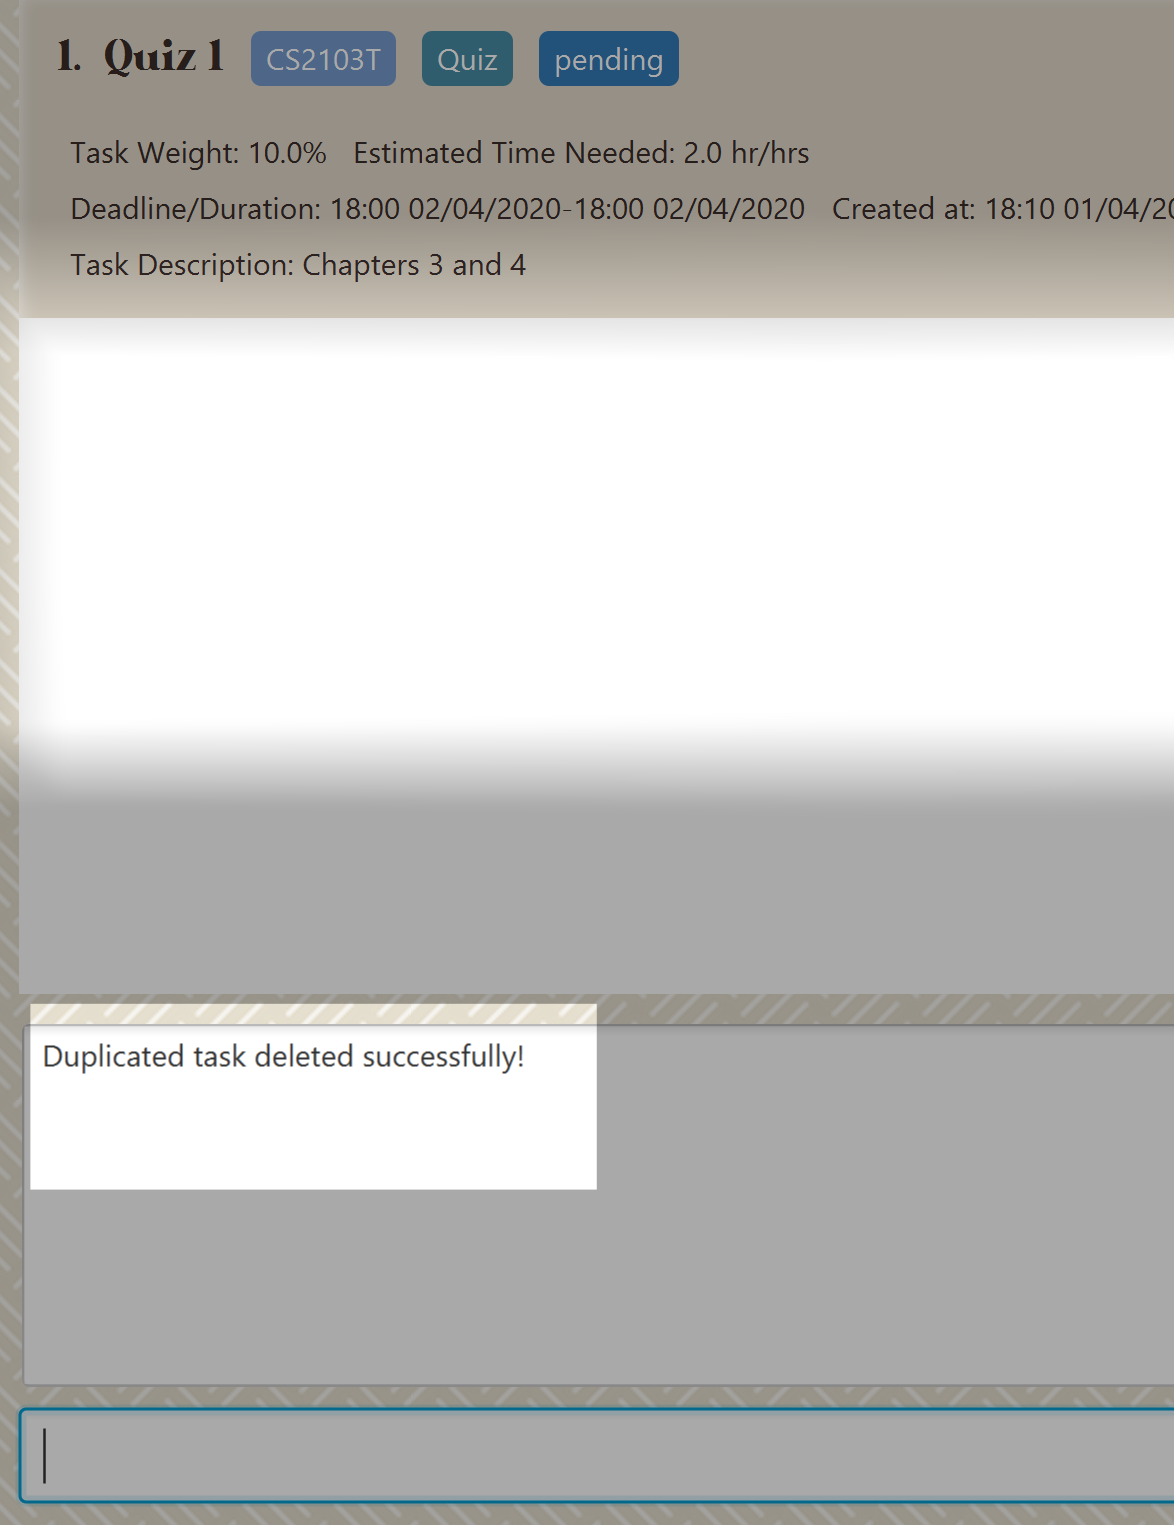 1. Quiz 1 CS2103T Quiz pending
Task Weight: 10.0% Estimated Time Needed: 2.0 hr/hrs
Deadline/Duration: 18:00 02/04/2020-18:00 02/04/2020 Created at: 18:10 01/04/20
Task Description: Chapters 3 and 4
Duplicated task deleted successfully!